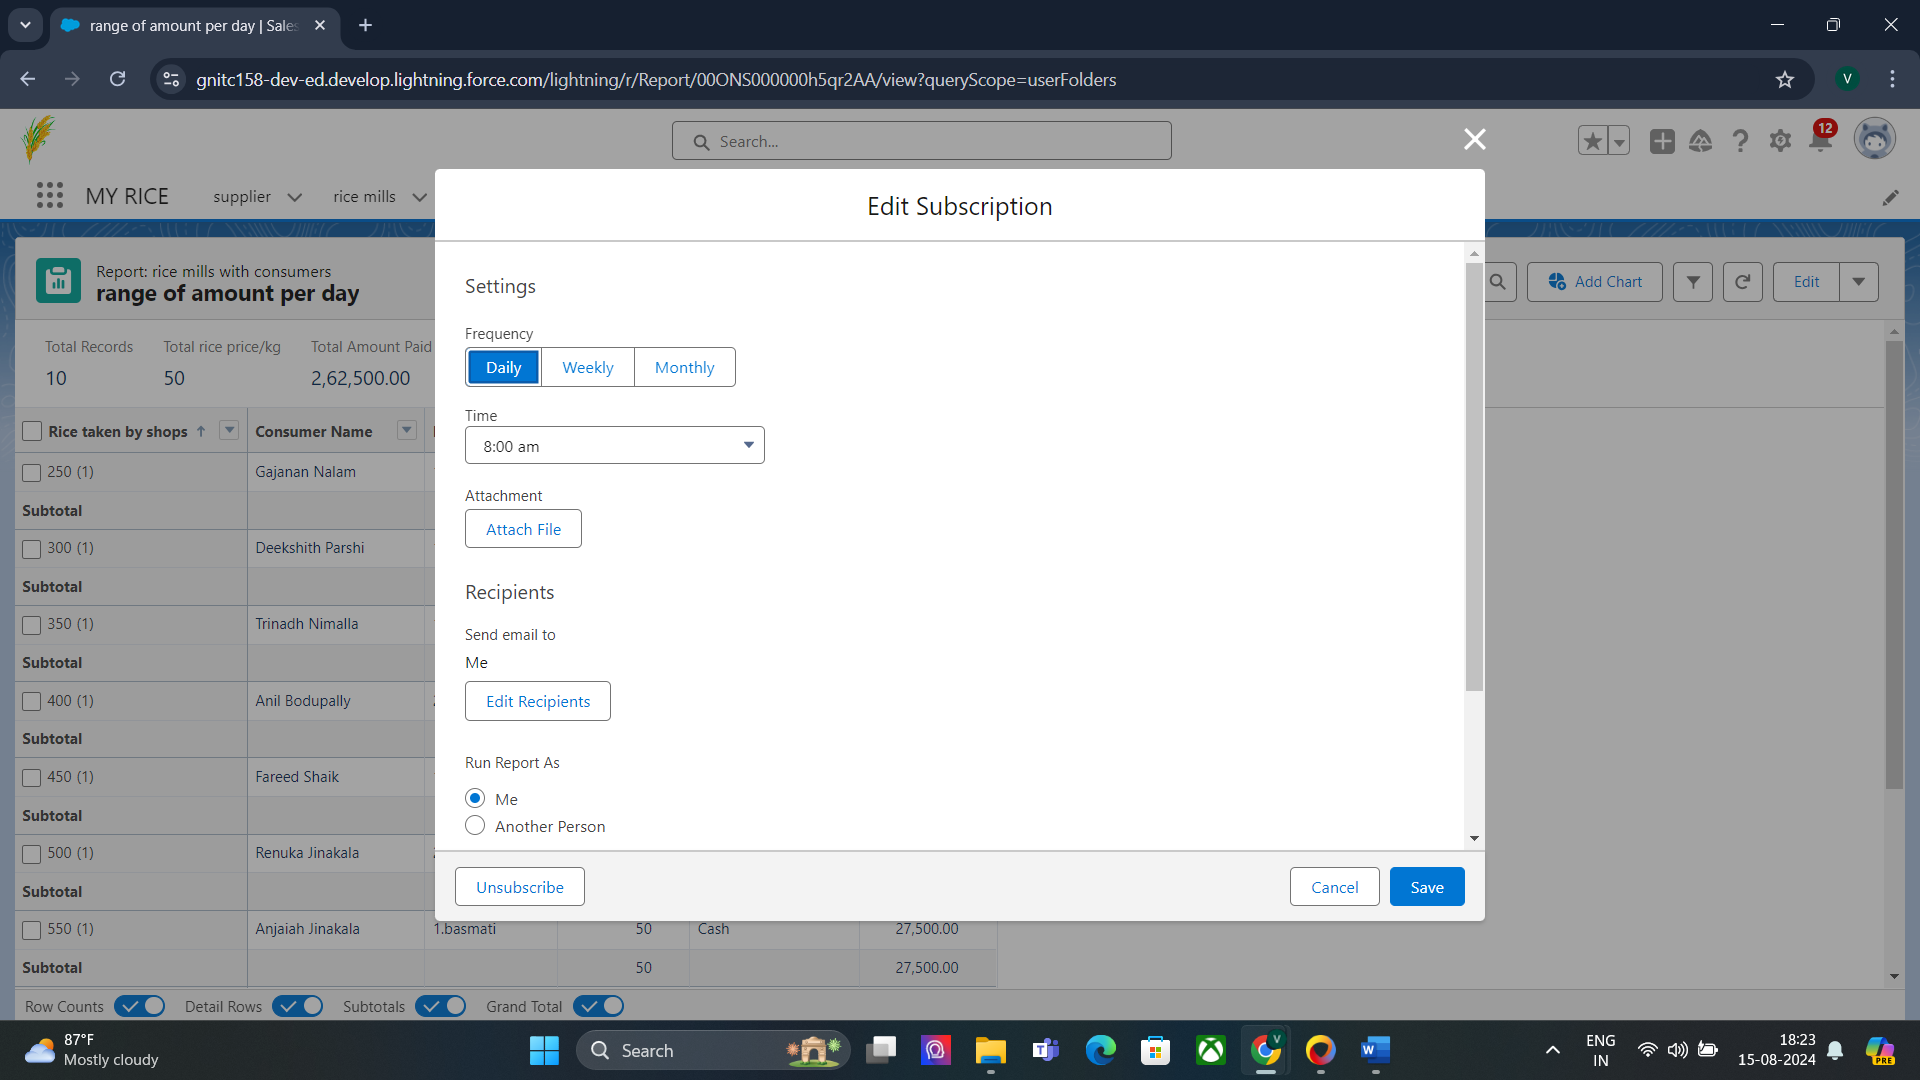 range of amount per day | Sales
gnitc158-dev-ed.develop.lightning.force.com/lightning/r/Report/00ONS000000h5qr2AA/view?queryScope=userFolders
V
Search...
12
MY RICE
supplier
rice mills
Edit Subscription
Report: rice mills with consumers
range of amount per day
Add Chart
Edit
Total Records
Total rice price/kg
Total Amount Paid
10
50
2,62,500.00
Settings
Frequency
Daily
Weekly
Monthly
Time
8:00 am
Attachment
Attach File
Recipients
Send email to
Me
Edit Recipients
Run Report As
Me
Another Person
Unsubscribe
Cancel
Save
Rice taken by shops
Consumer Name
250 (1)
Gajanan Nalam
Subtotal
300 (1)
Deekshith Parshi
Subtotal
350 (1)
Trinadh Nimalla
Subtotal
400 (1)
Anil Bodupally
Subtotal
450 (1)
Fareed Shaik
Subtotal
500 (1)
Renuka Jinakala
Subtotal
550 (1)
Anjaiah Jinakala
1.basmati
50
Cash
27,500.00
Subtotal
50
27,500.00
Row Counts
Detail Rows
Subtotals
Grand Total
87°F
Mostly cloudy
Search
V
ENG
IN
18:23
15-08-2024
PRE